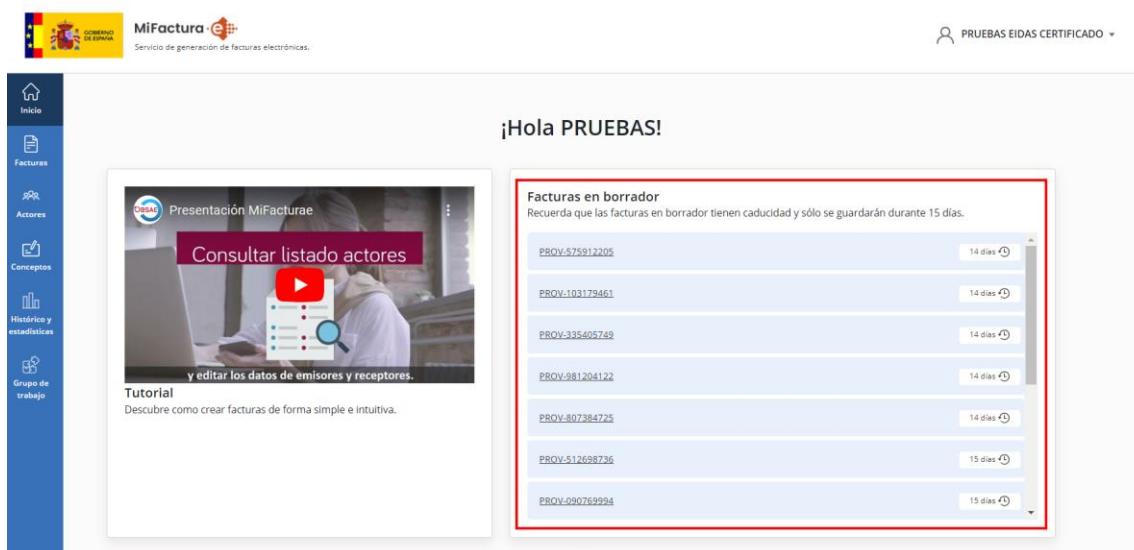 GOBIERNO
DE ESPAÑA
MiFactura·e
Servicio de generación de facturas electrónicas.
PRUEBAS EIDAS CERTIFICADO
Inicio
Facturas
Actores
Conceptos
Histórico y
estadísticas
Grupo de
trabajo
¡Hola PRUEBAS!
OBSAE
Presentación MiFacturae
Consultar listado actores
y editar los datos de emisores y receptores.
Tutorial
Descubre como crear facturas de forma simple e intuitiva.
Facturas en borrador
Recuerda que las facturas en borrador tienen caducidad y sólo se guardarán durante 15 días.
PROV-575912205 14 días
PROV-103179461 14 días
PROV-335405749 14 días
PROV-981204122 14 días
PROV-807384725 14 días
PROV-512698736 15 días
PROV-090769994 15 días